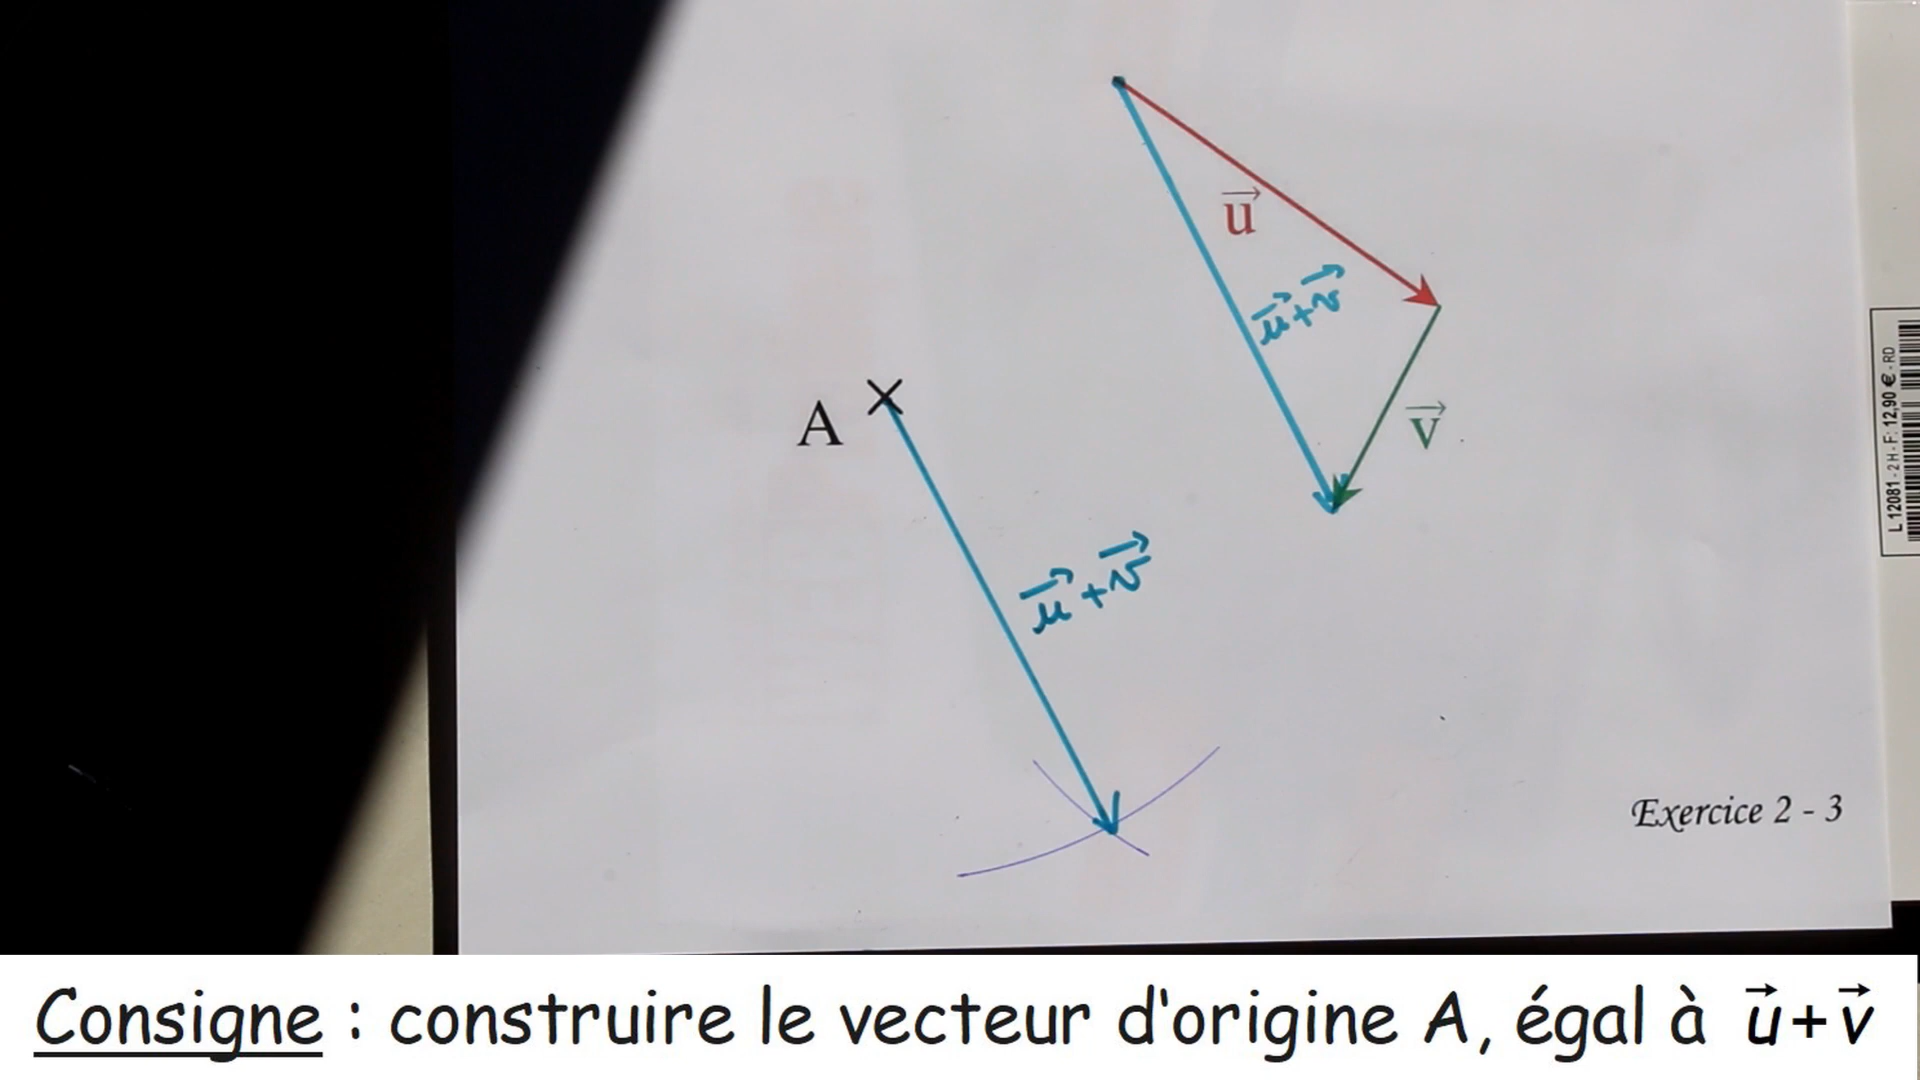 u⃗
u⃗+v⃗
v⃗
A
u⃗+v⃗
L 12081 - 2 H - F: 12,90 € - RD
Exercice 2 - 3
Consigne : construire le vecteur d'origine A, égal à u⃗+v⃗